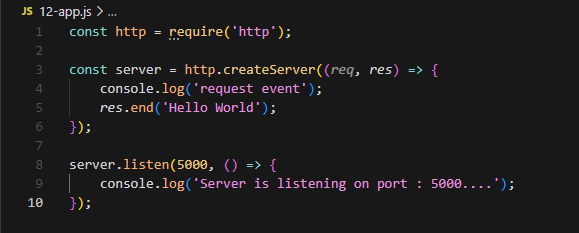 JS 12-app.js > ...
1 const http = require('http');
2
3 const server = http.createServer((req, res) => {
4 console.log('request event');
5 res.end('Hello World');
6 });
7
8 server.listen(5000, () => {
9 console.log('Server is listening on port : 5000....');
10 });